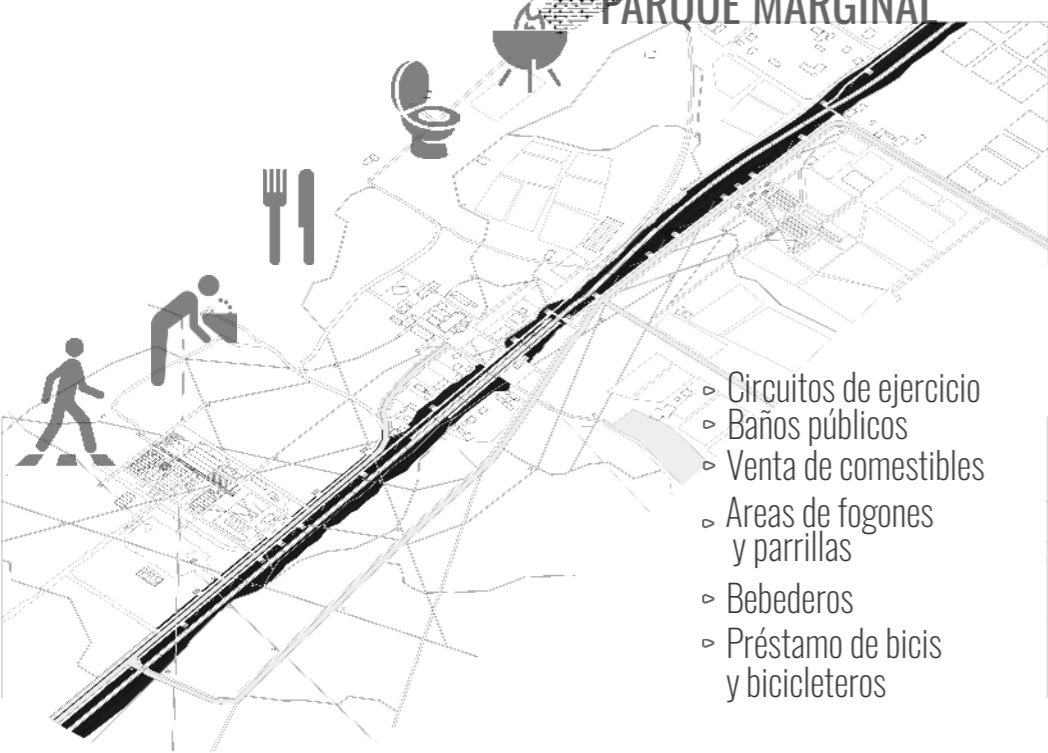 PARQUE MARGINAL
Circuitos de ejercicio
Baños públicos
Venta de comestibles
Areas de fogones
y parrillas
Bebederos
Préstamo de bicis
y bicicleteros